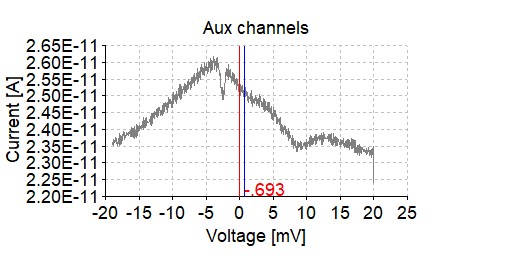 Aux channels
Current [A]
2.65E-11
2.60E-11
2.55E-11
2.50E-11
2.45E-11
2.40E-11
2.35E-11
2.30E-11
2.25E-11
2.20E-11
-.693
-20 -15 -10 -5 0 5 10 15 20 25
Voltage [mV]